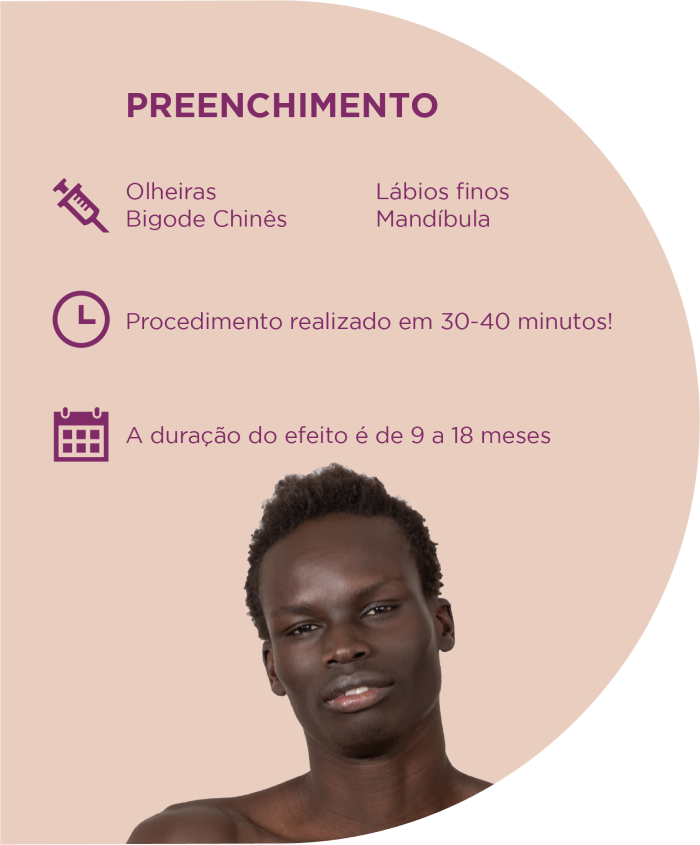 PREENCHIMENTO
Olheiras
Bigode Chinês
Lábios finos
Mandíbula
Procedimento realizado em 30-40 minutos!
A duração do efeito é de 9 a 18 meses